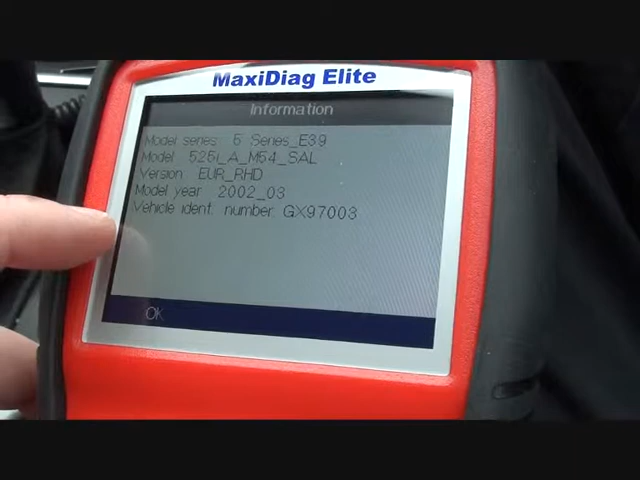 MaxiDiag Elite
Information
Model series: 5 Series_E39
Model 525i_A_M54_SAL
Version EUR_RHD
Model year 2002_03
Vehicle ident. number: GX97003
OK